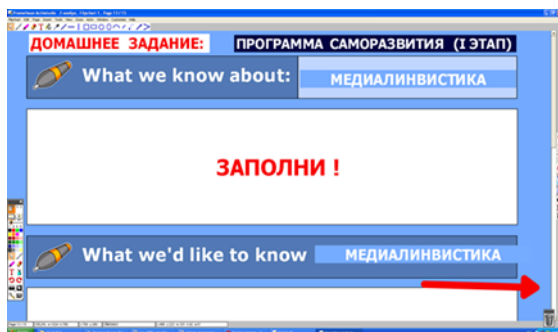 ДОМАШНЕЕ ЗАДАНИЕ: ПРОГРАММА САМОРАЗВИТИЯ (I ЭТАП)
What we know about: МЕДИАЛИНВИСТИКА
ЗАПОЛНИ !
What we'd like to know МЕДИАЛИНВИСТИКА